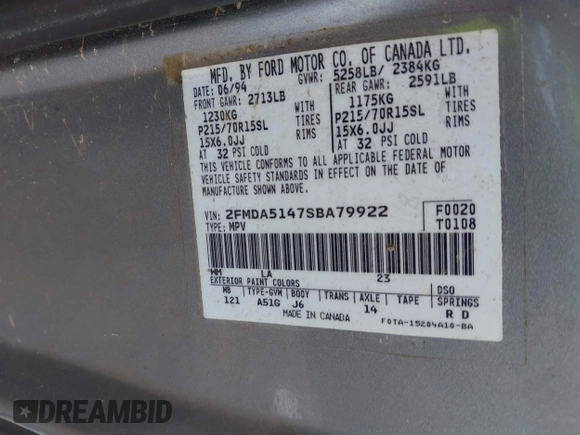 MFD. BY FORD MOTOR CO. OF CANADA LTD.
DATE: 06/94 GVWR: 5258LB/ 2384KG
FRONT GAWR: 2713LB REAR GAWR: 2591LB
1230KG WITH 1175KG WITH
P215/70R15SL TIRES P215/70R15SL TIRES
15X6.0JJ RIMS 15X6.0JJ RIMS
AT 32 PSI COLD AT 32 PSI COLD
THIS VEHICLE CONFORMS TO ALL APPLICABLE FEDERAL MOTOR
VEHICLE SAFETY STANDARDS IN EFFECT ON THE DATE OF
MANUFACTURE SHOWN ABOVE.
VIN: 2FMDA5147SBA79922 F0020
TYPE: MPV T0108
WM LA 23
EXTERIOR PAINT COLORS DSO
WB TYPE-GVM BODY TRANS AXLE TAPE SPRINGS
121 A51G J6 14 R D
MADE IN CANADA
F0TA-15204A10-BA
DREAMBID